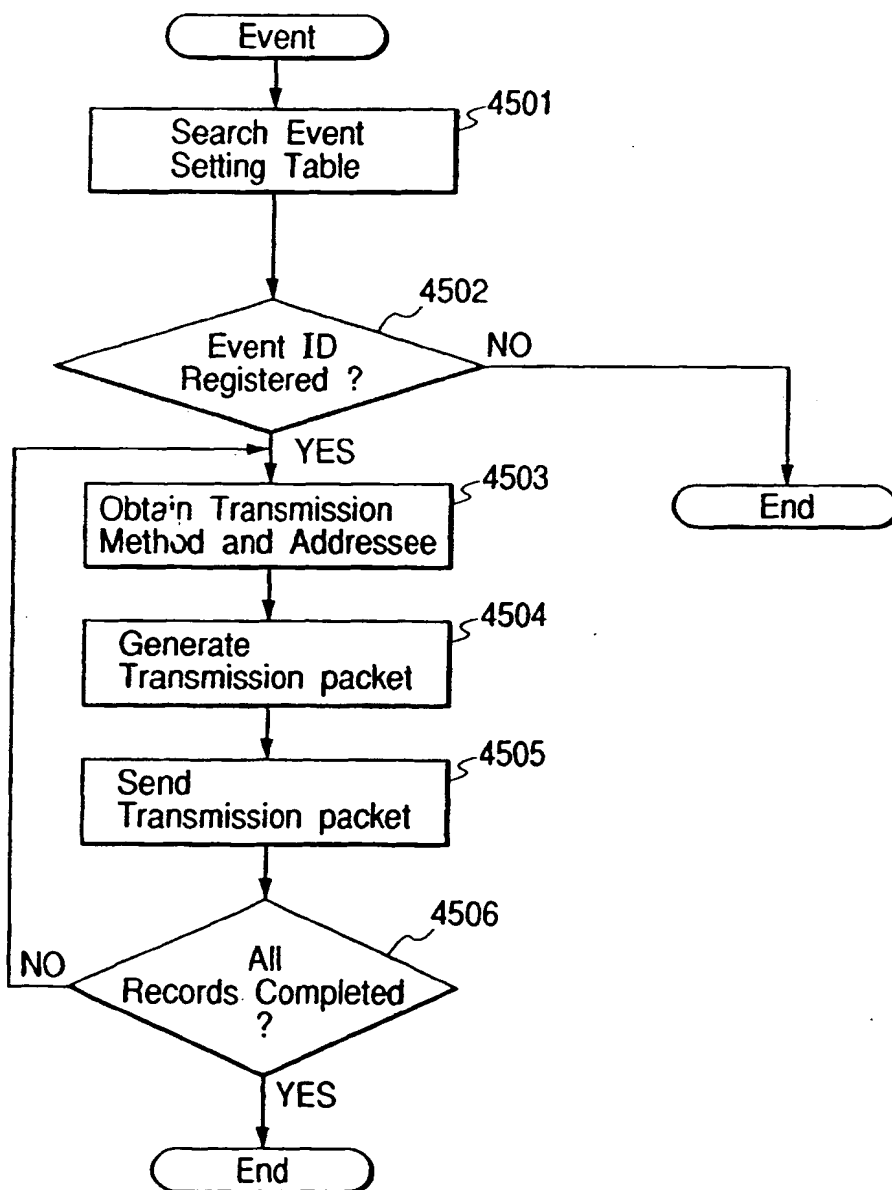 Event
4501
Search Event
Setting Table
4502
Event ID
Registered ?
NO
YES
4503
Obtain Transmission
Method and Addressee
End
4504
Generate
Transmission packet
4505
Send
Transmission packet
4506
All
Records Completed
?
NO
YES
End